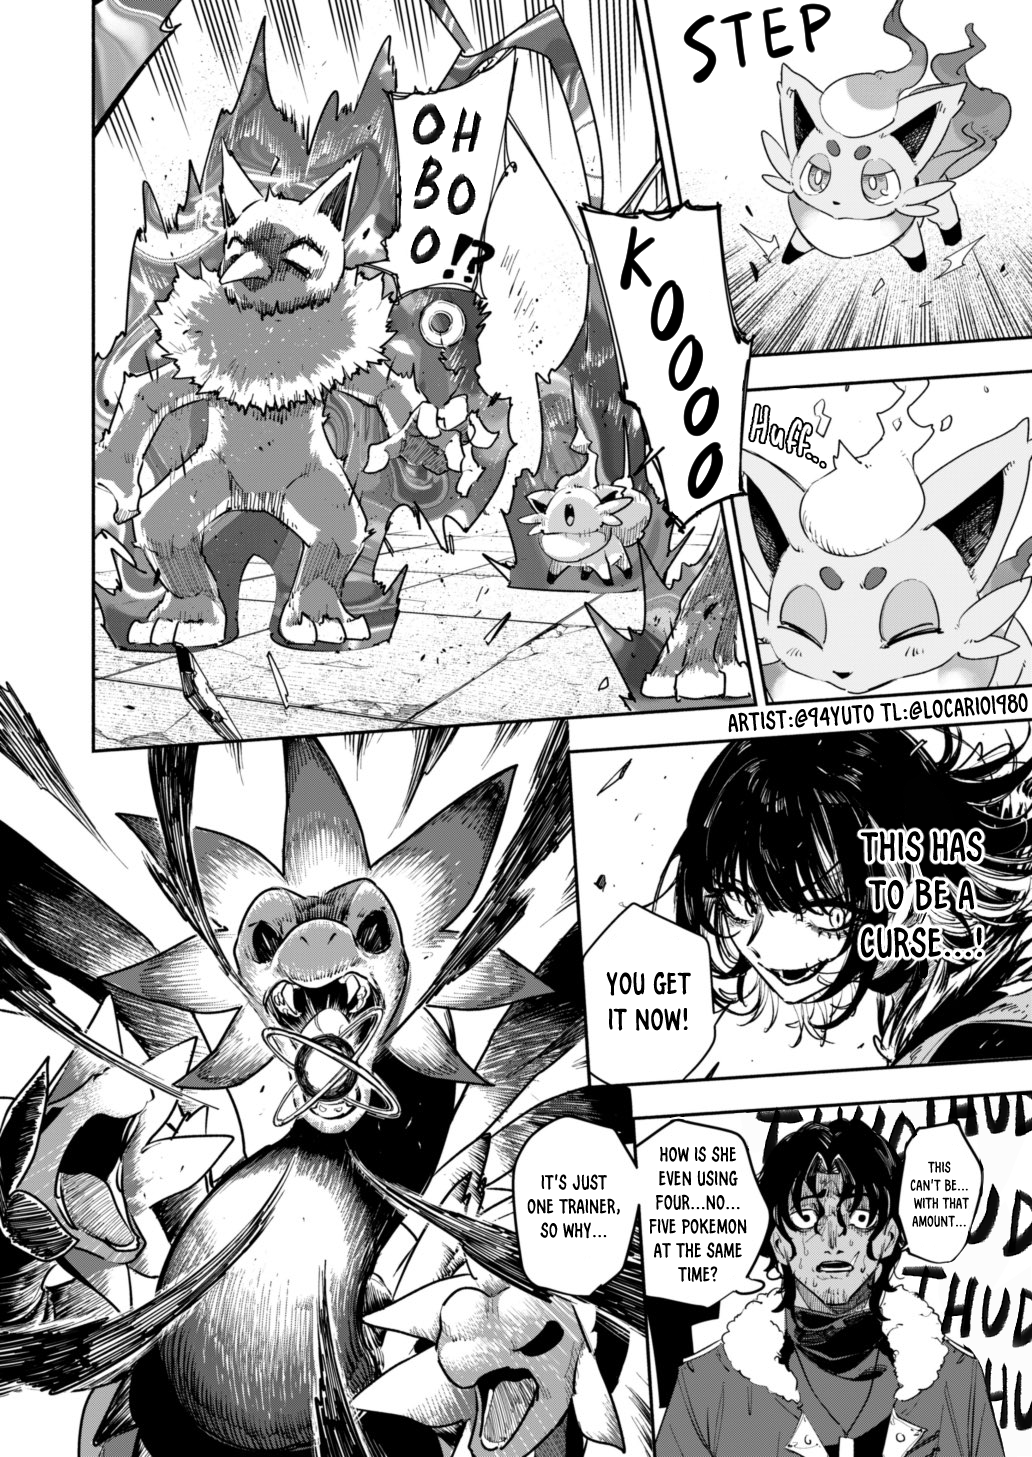 STEP
OH
BO
O!?
KOOOO
Huff...
ARTIST:@94YUTO TL:@LOCARIO1980
THIS HAS
TO BE A
CURSE...!
YOU GET
IT NOW!
THIS
CAN'T BE...
WITH THAT
AMOUNT...
HOW IS SHE
EVEN USING
FOUR...NO...
FIVE POKEMON
AT THE SAME
TIME?
IT'S JUST
ONE TRAINER,
SO WHY...
THUD
THUD